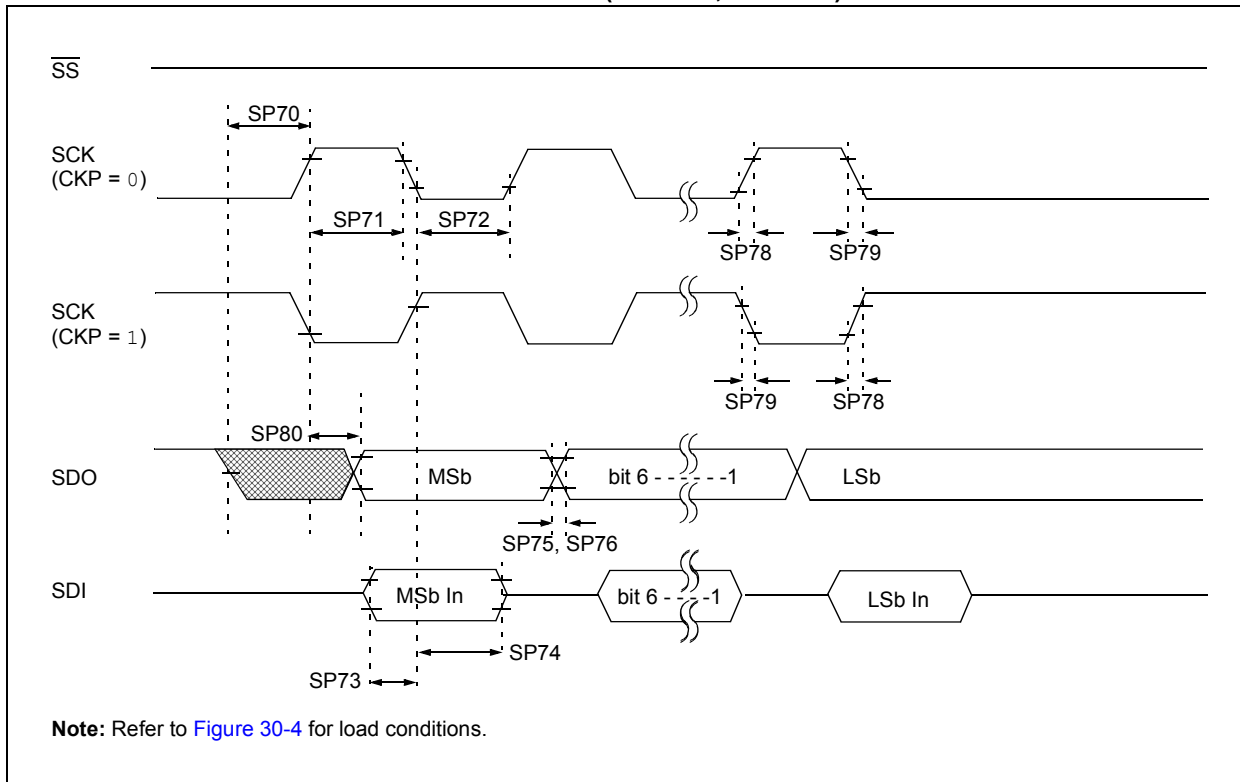 SS
SP70
SCK
(CKP = 0)
SP71
SP72
SP78
SP79
SCK
(CKP = 1)
SP79
SP78
SP80
SDO
MSb
bit 6 - - - - - -1
LSb
SP75, SP76
SDI
MSb In
bit 6 - - - - -1
LSb In
SP74
SP73
Note: Refer to Figure 30-4 for load conditions.